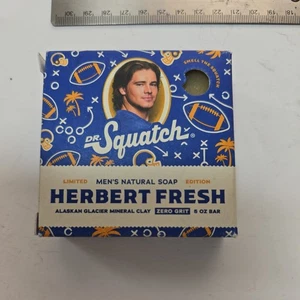 SMELL THE SQUATCH
DR.
Squatch
LIMITED MEN'S NATURAL SOAP EDITION
HERBERT FRESH
ALASKAN GLACIER MINERAL CLAY ZERO GRIT 5 OZ BAR